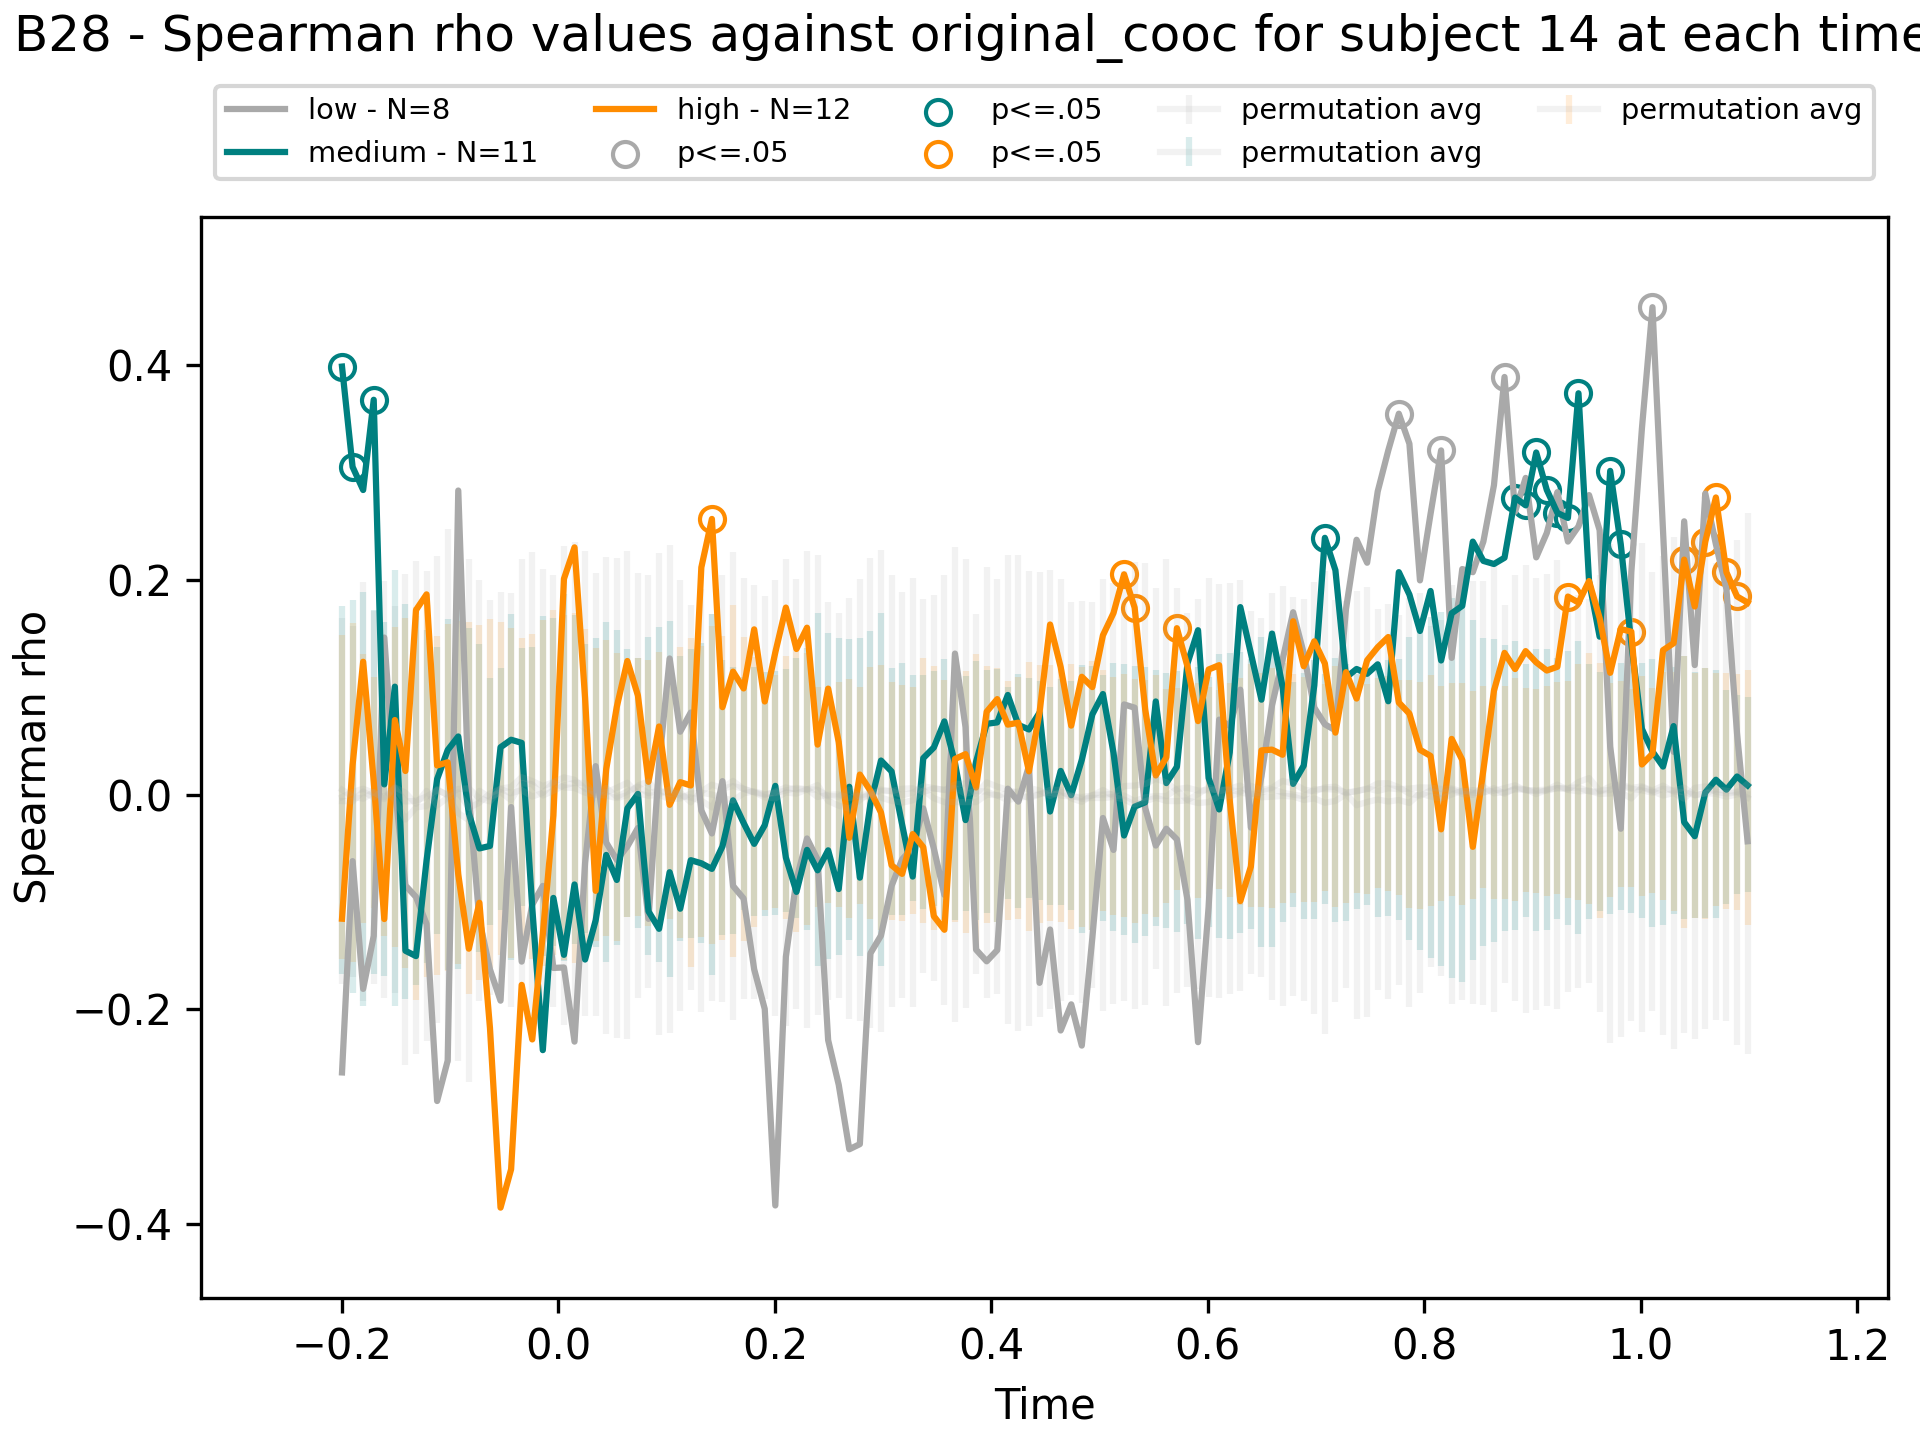 B28 - Spearman rho values against original_cooc for subject 14 at each time
low - N=8
medium - N=11
high - N=12
p<=.05
p<=.05
p<=.05
permutation avg
permutation avg
permutation avg
Spearman rho
0.4
0.2
0.0
−0.2
−0.4
−0.2 0.0 0.2 0.4 0.6 0.8 1.0 1.2
Time